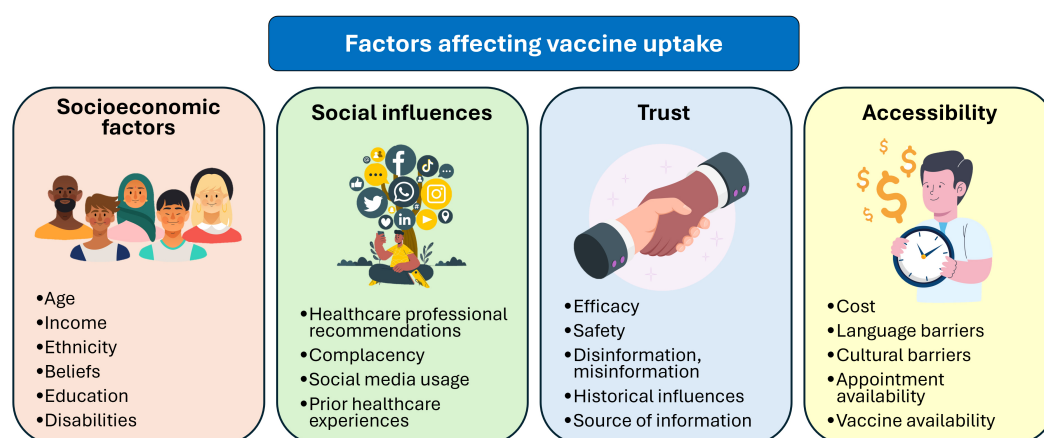 Factors affecting vaccine uptake
Socioeconomic
factors
•Age
•Income
•Ethnicity
•Beliefs
•Education
•Disabilities
Social influences
•Healthcare professional
recommendations
•Complacency
•Social media usage
•Prior healthcare
experiences
Trust
•Efficacy
•Safety
•Disinformation,
misinformation
•Historical influences
•Source of information
Accessibility
•Cost
•Language barriers
•Cultural barriers
•Appointment
availability
•Vaccine availability